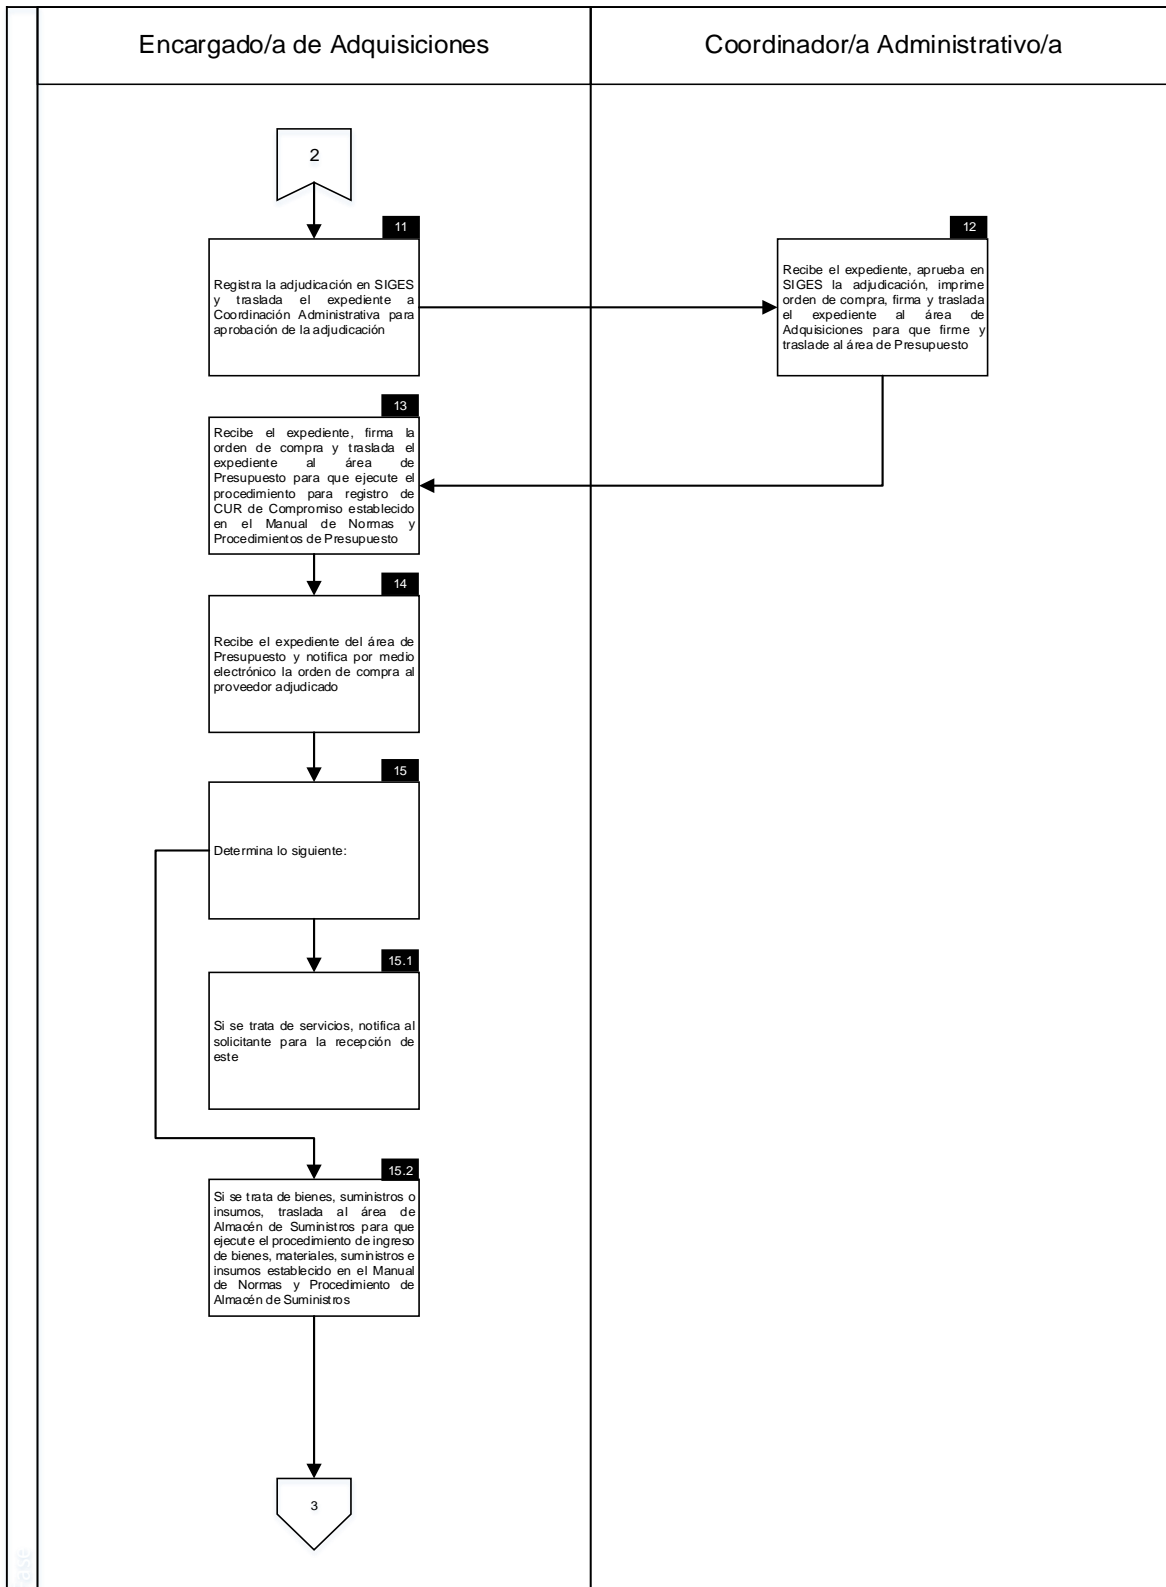 Encargado/a de Adquisiciones
Coordinador/a Administrativo/a
2
11
Registra la adjudicación en SIGES
y traslada el expediente a
Coordinación Administrativa para
aprobación de la adjudicación
12
Recibe el expediente, aprueba en
SIGES la adjudicación, imprime
orden de compra, firma y traslada
el expediente al área de
Adquisiciones para que firme y
traslade al área de Presupuesto
13
Recibe el expediente, firma la
orden de compra y traslada el
expediente al área de
Presupuesto para que ejecute el
procedimiento para registro de
CUR de Compromiso establecido
en el Manual de Normas y
Procedimientos de Presupuesto
14
Recibe el expediente del área de
Presupuesto y notifica por medio
electrónico la orden de compra al
proveedor adjudicado
15
Determina lo siguiente:
15.1
Si se trata de servicios, notifica al
solicitante para la recepción de
este
15.2
Si se trata de bienes, suministros o
insumos, traslada al área de
Almacén de Suministros para que
ejecute el procedimiento de ingreso
de bienes, materiales, suministros e
insumos establecido en el Manual
de Normas y Procedimiento de
Almacén de Suministros
3